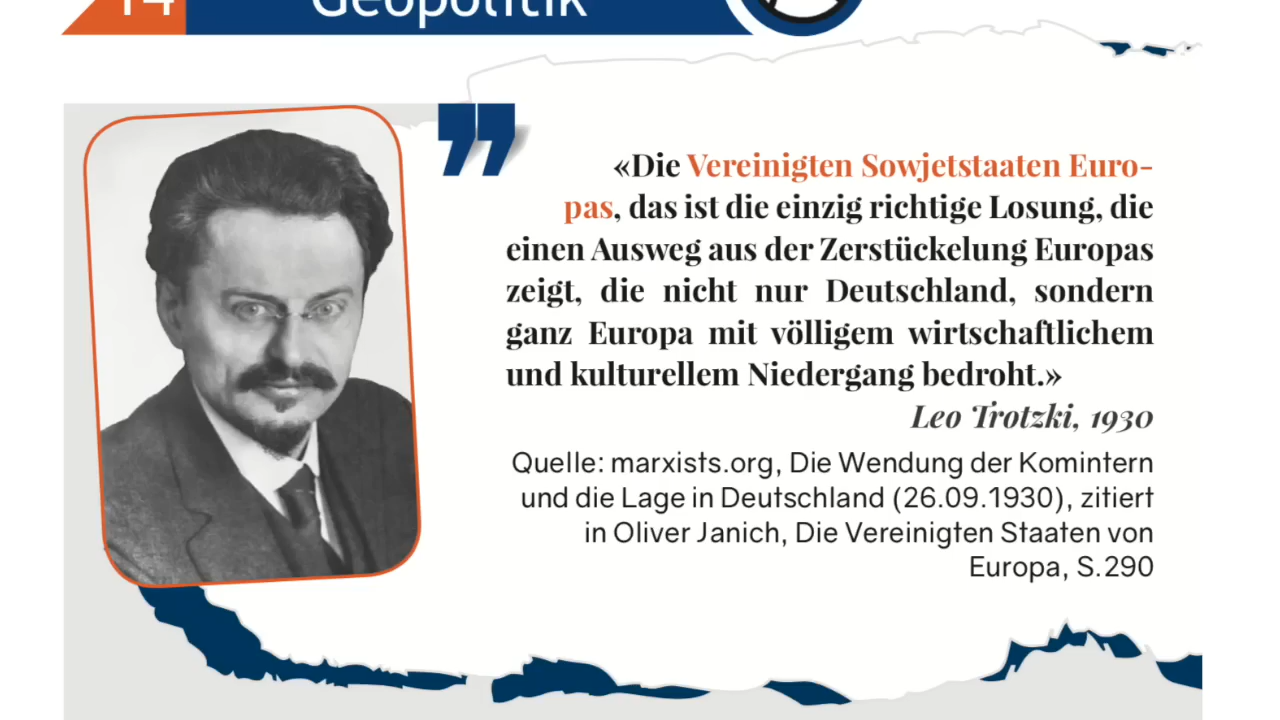 14 Geopolitik
«Die Vereinigten Sowjetstaaten Euro-
pas, das ist die einzig richtige Losung, die
einen Ausweg aus der Zerstückelung Europas
zeigt, die nicht nur Deutschland, sondern
ganz Europa mit völligem wirtschaftlichem
und kulturellem Niedergang bedroht.»
Leo Trotzki, 1930
Quelle: marxists.org, Die Wendung der Komintern
und die Lage in Deutschland (26.09.1930), zitiert
in Oliver Janich, Die Vereinigten Staaten von
Europa, S.290